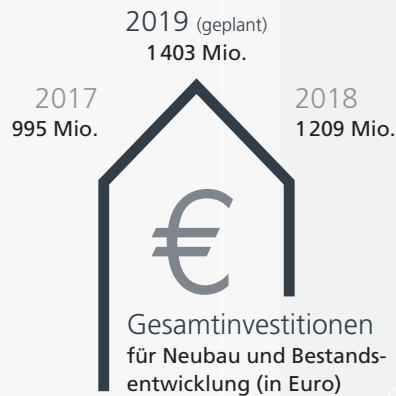 2019 (geplant)
1 403 Mio.
2017
995 Mio.
2018
1 209 Mio.
€
Gesamtinvestitionen
für Neubau und Bestands-
entwicklung (in Euro)